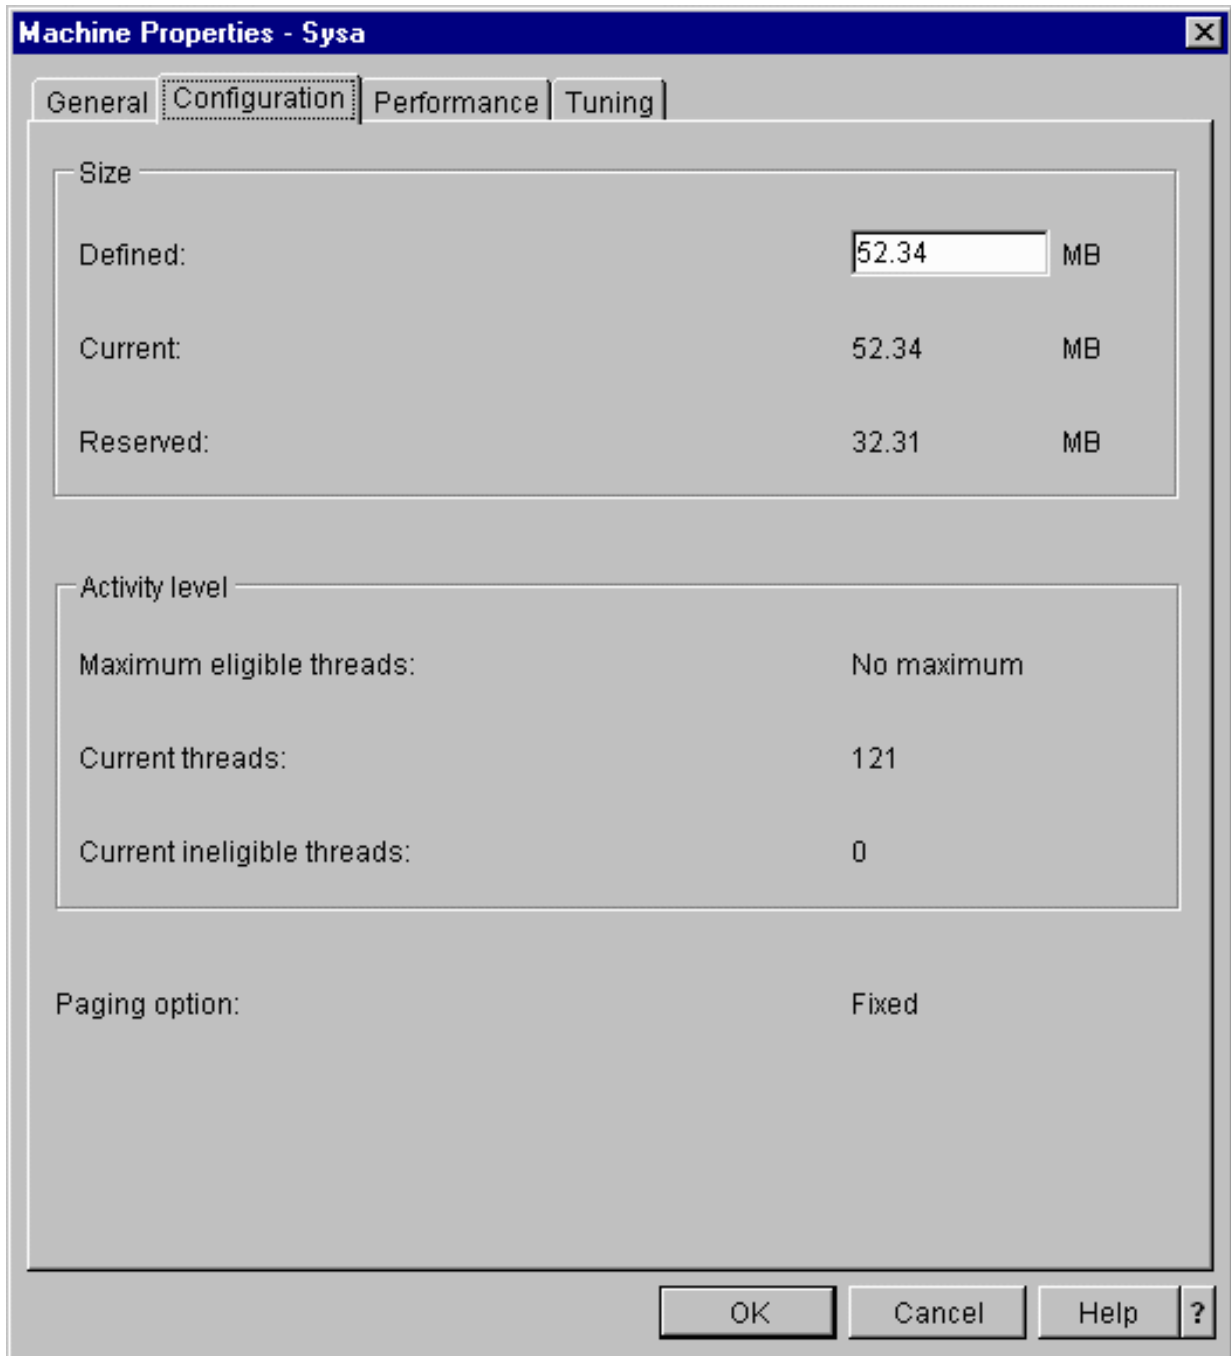 Machine Properties - Sysa
General Configuration Performance Tuning
Size
Defined: 52.34 MB
Current: 52.34 MB
Reserved: 32.31 MB
Activity level
Maximum eligible threads: No maximum
Current threads: 121
Current ineligible threads: 0
Paging option: Fixed
OK Cancel Help ?